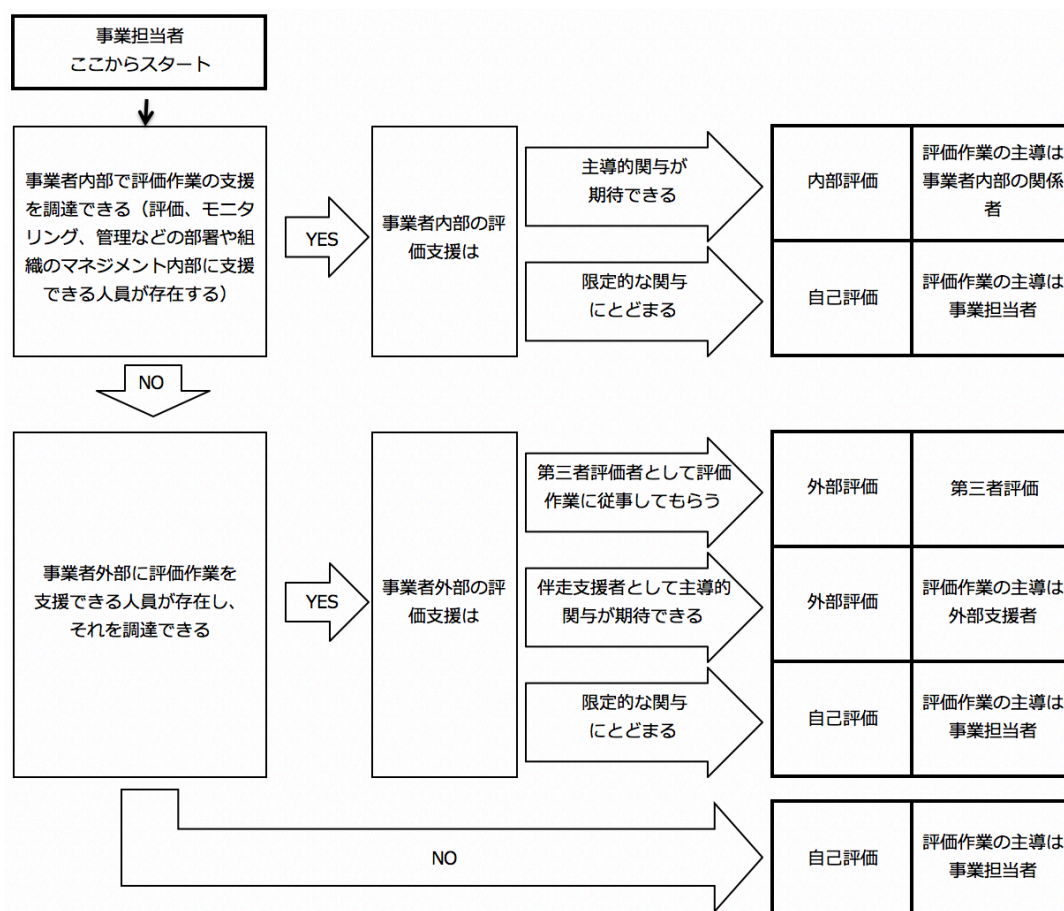 事業担当者
ここからスタート
事業者内部で評価作業の支援
を調達できる（評価、モニタ
リング、管理などの部署や組
織のマネジメント内部に支援
できる人員が存在する）
YES
事業者内部の評
価支援は
主導的関与が
期待できる
内部評価
評価作業の主導は
事業者内部の関係
者
限定的な関与
にとどまる
自己評価
評価作業の主導は
事業担当者
NO
事業者外部に評価作業を
支援できる人員が存在し、
それを調達できる
YES
事業者外部の評
価支援は
第三者評価者として評価
作業に従事してもらう
外部評価
第三者評価
伴走支援者として主導的
関与が期待できる
外部評価
評価作業の主導は
外部支援者
限定的な関与
にとどまる
自己評価
評価作業の主導は
事業担当者
NO
自己評価
評価作業の主導は
事業担当者